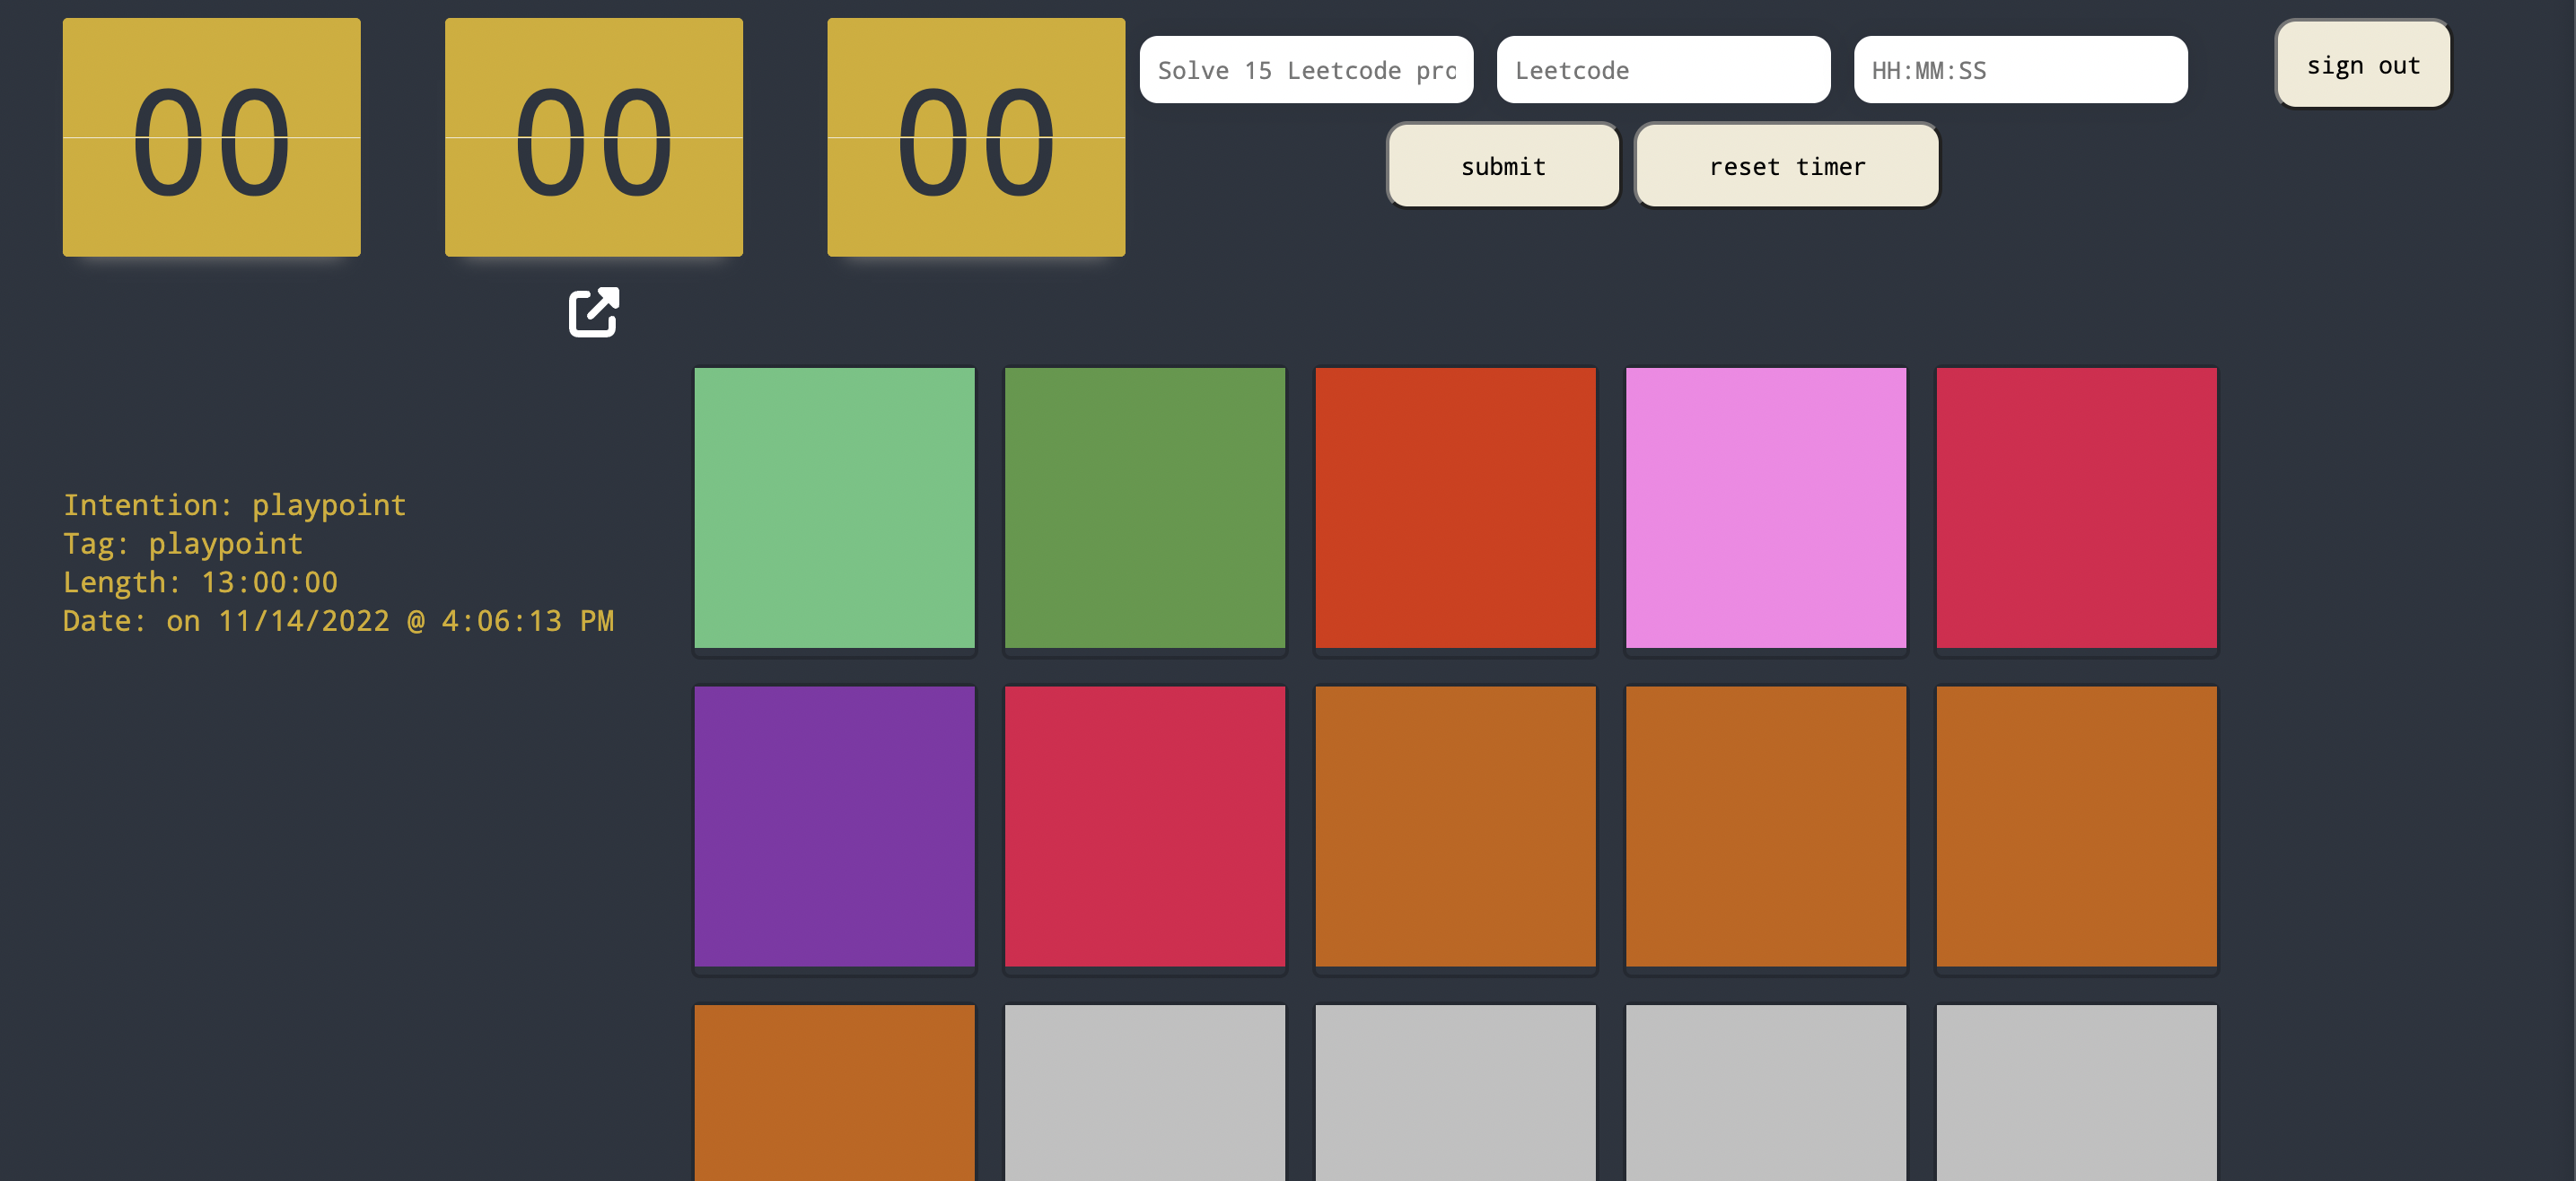 00 00 00
Solve 15 Leetcode pro
Leetcode
HH:MM:SS
sign out
submit
reset timer
Intention: playpoint
Tag: playpoint
Length: 13:00:00
Date: on 11/14/2022 @ 4:06:13 PM